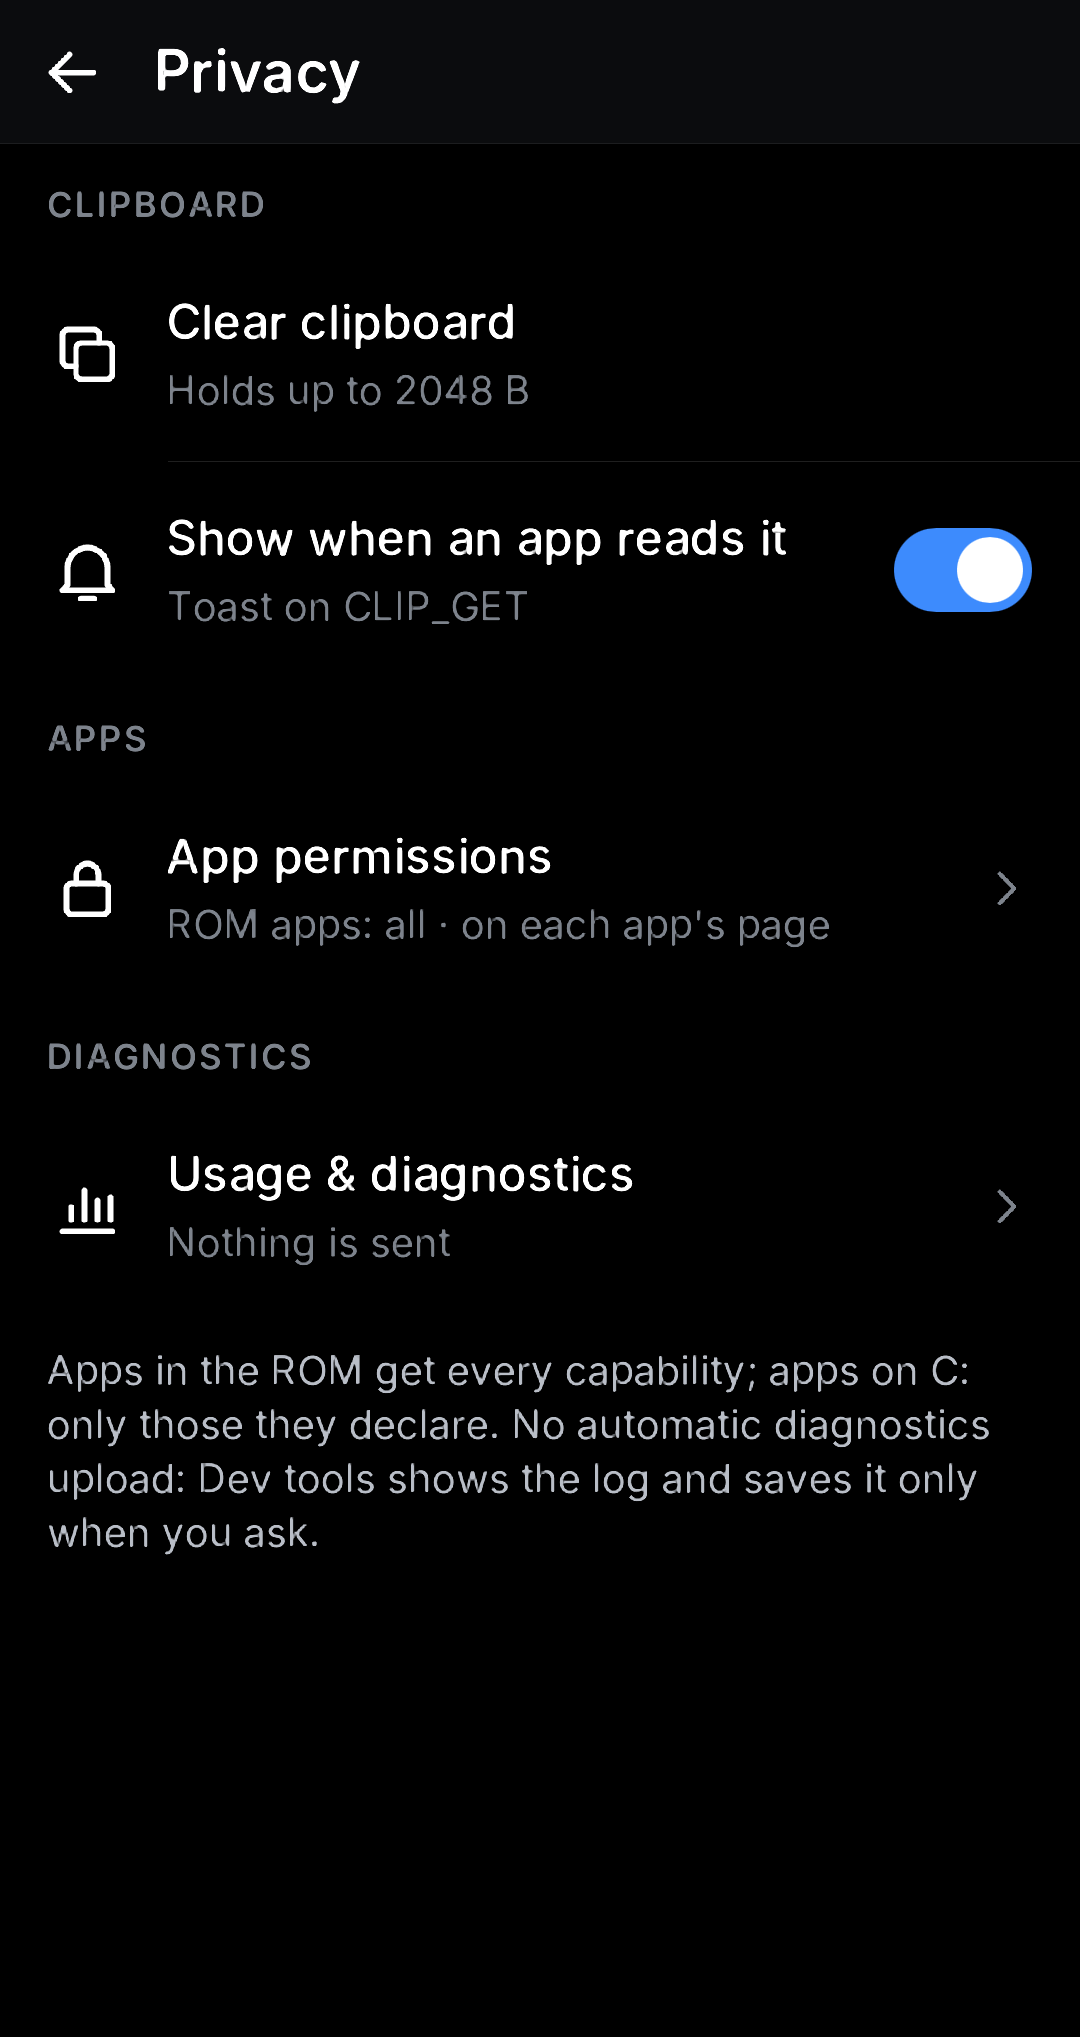 Privacy
CLIPBOARD
Clear clipboard
Holds up to 2048 B
Show when an app reads it
Toast on CLIP_GET
APPS
App permissions
ROM apps: all · on each app's page
DIAGNOSTICS
Usage & diagnostics
Nothing is sent
Apps in the ROM get every capability; apps on C:
only those they declare. No automatic diagnostics
upload: Dev tools shows the log and saves it only
when you ask.